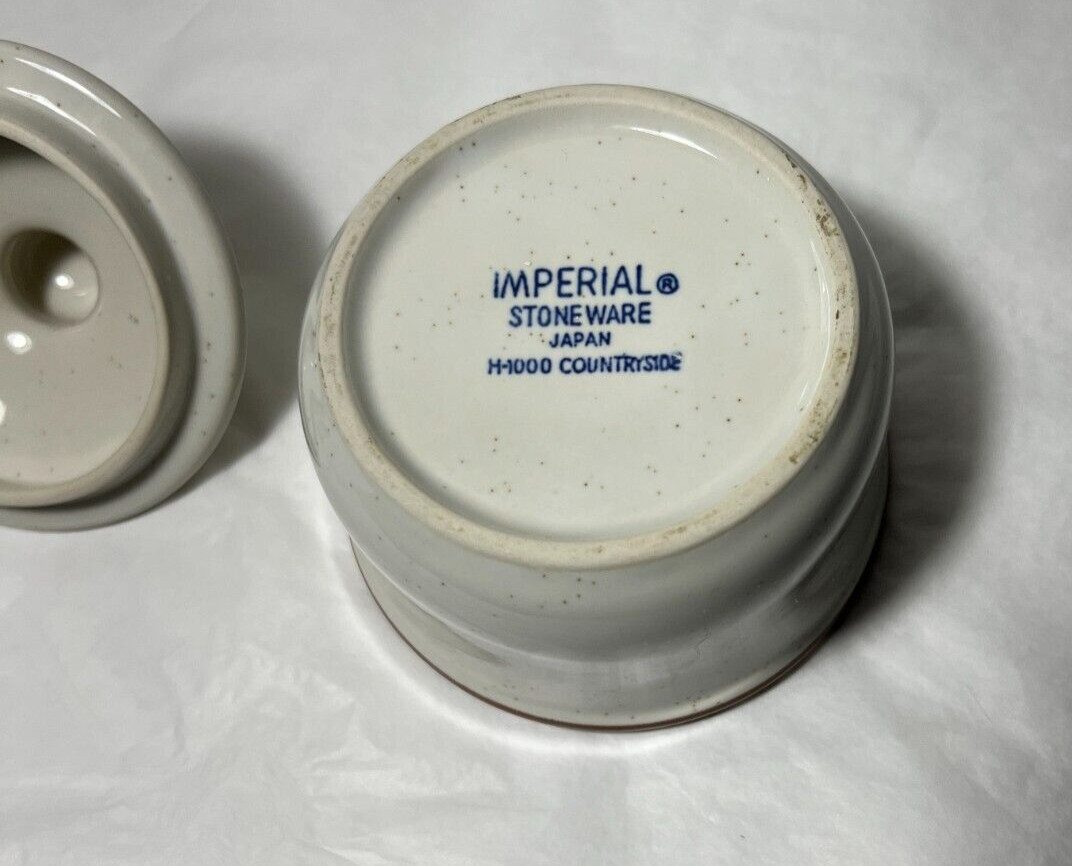 IMPERIAL®
STONEWARE
JAPAN
H-1000 COUNTRYSIDE